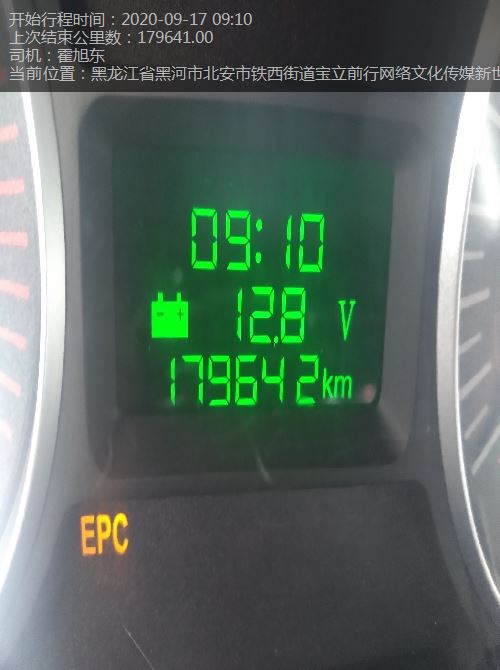 开始行程时间：2020-09-17 09:10
上次结束公里数：179641.00
司机：霍旭东
当前位置：黑龙江省黑河市北安市铁西街道宝立前行网络文化传媒新世
09:10
12.8 V
179642km
EPC